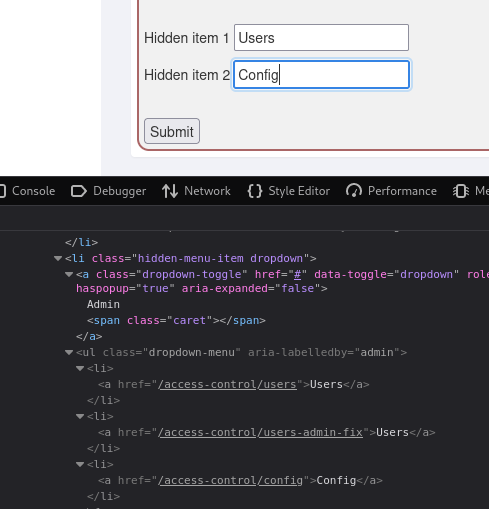 Hidden item 1 Users
Hidden item 2 Config
Submit
Console Debugger Network Style Editor Performance
</li>
<li class="hidden-menu-item dropdown">
<a class="dropdown-toggle" href="#" data-toggle="dropdown"
haspopup="true" aria-expanded="false">
Admin
<span class="caret"></span>
</a>
<ul class="dropdown-menu" aria-labelledby="admin">
<li>
<a href="/access-control/users">Users</a>
</li>
<li>
<a href="/access-control/users-admin-fix">Users</a>
</li>
<li>
<a href="/access-control/config">Config</a>
</li>